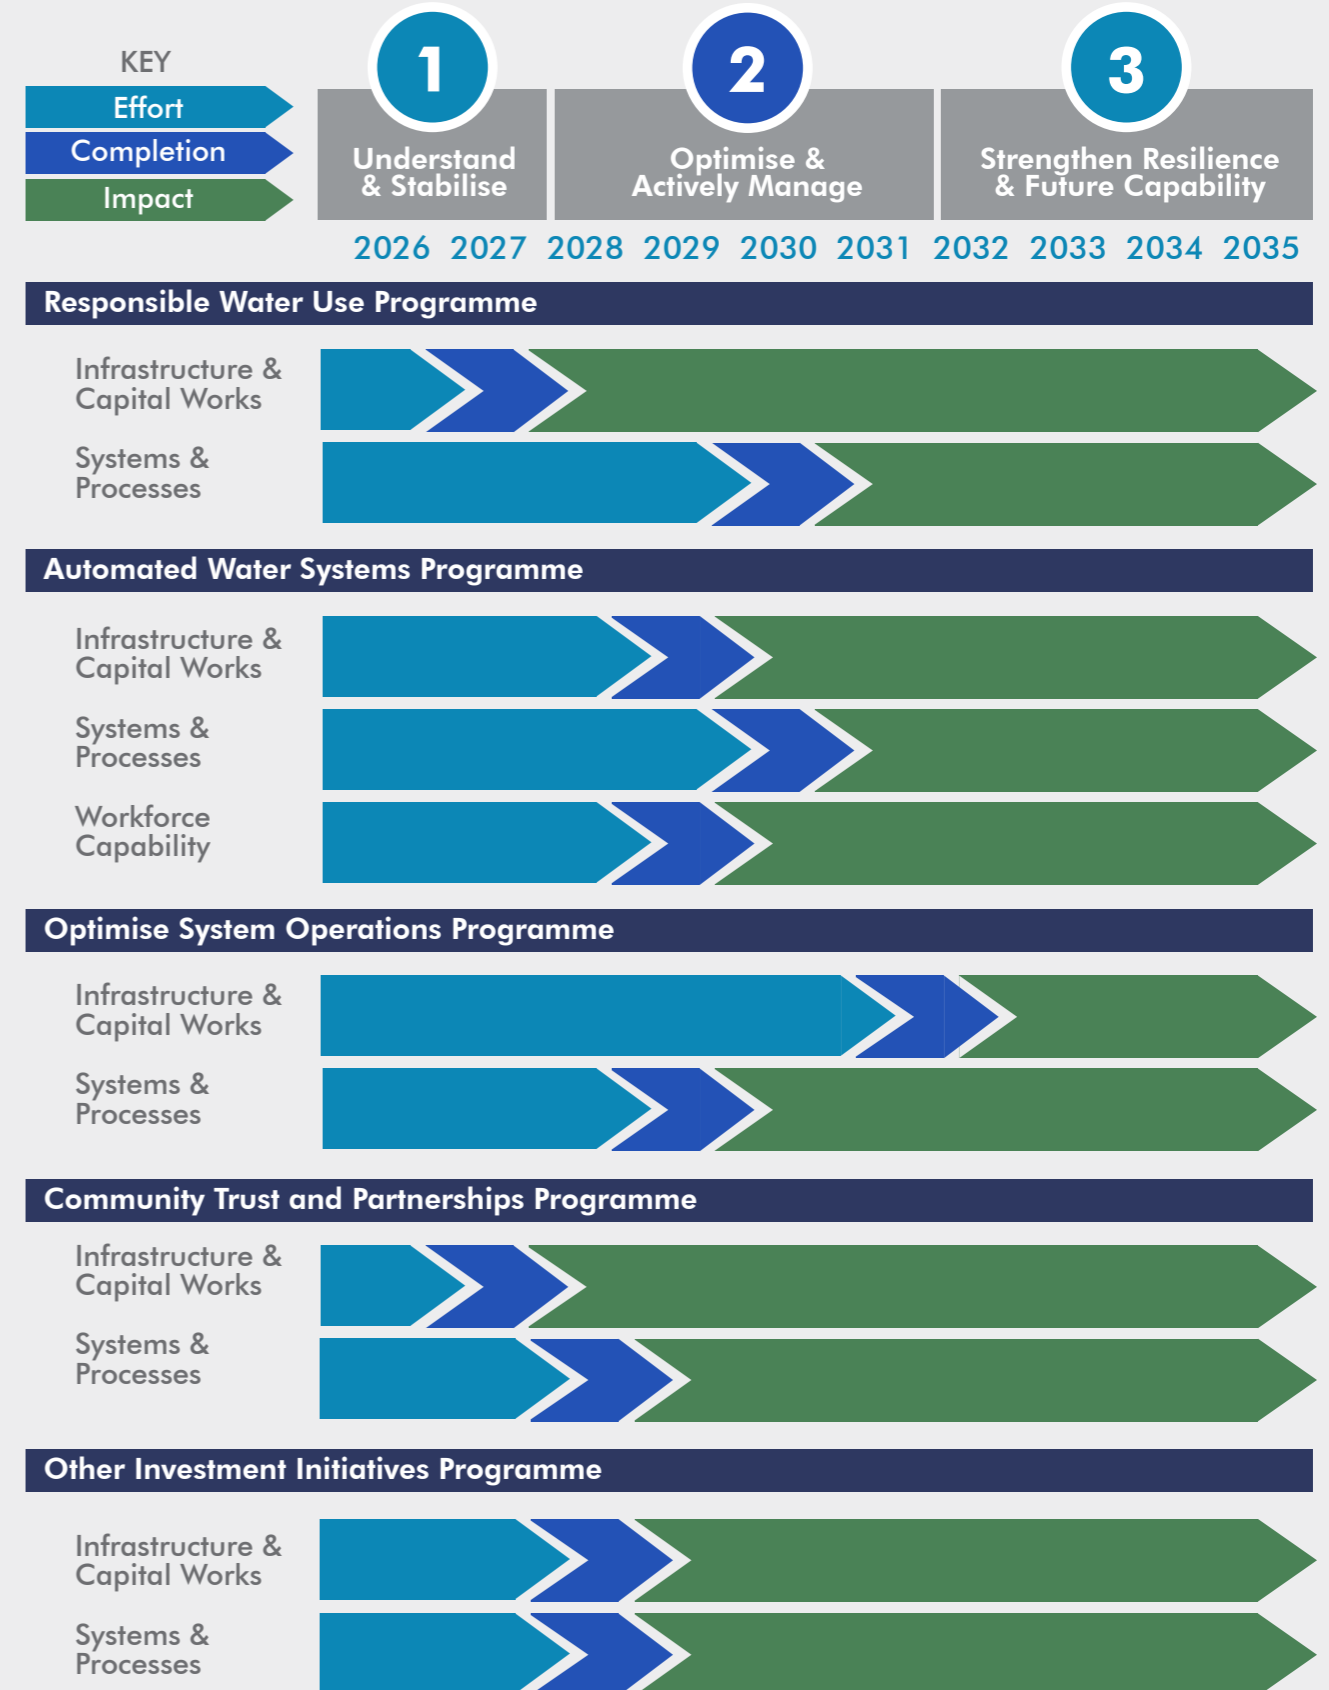 KEY
Effort
Completion
Impact
1
2
3
Understand
& Stabilise
Optimise &
Actively Manage
Strengthen Resilience
& Future Capability
2026 2027 2028 2029 2030 2031 2032 2033 2034 2035
Responsible Water Use Programme
Infrastructure &
Capital Works
Systems &
Processes
Automated Water Systems Programme
Infrastructure &
Capital Works
Systems &
Processes
Workforce
Capability
Optimise System Operations Programme
Infrastructure &
Capital Works
Systems &
Processes
Community Trust and Partnerships Programme
Infrastructure &
Capital Works
Systems &
Processes
Other Investment Initiatives Programme
Infrastructure &
Capital Works
Systems &
Processes